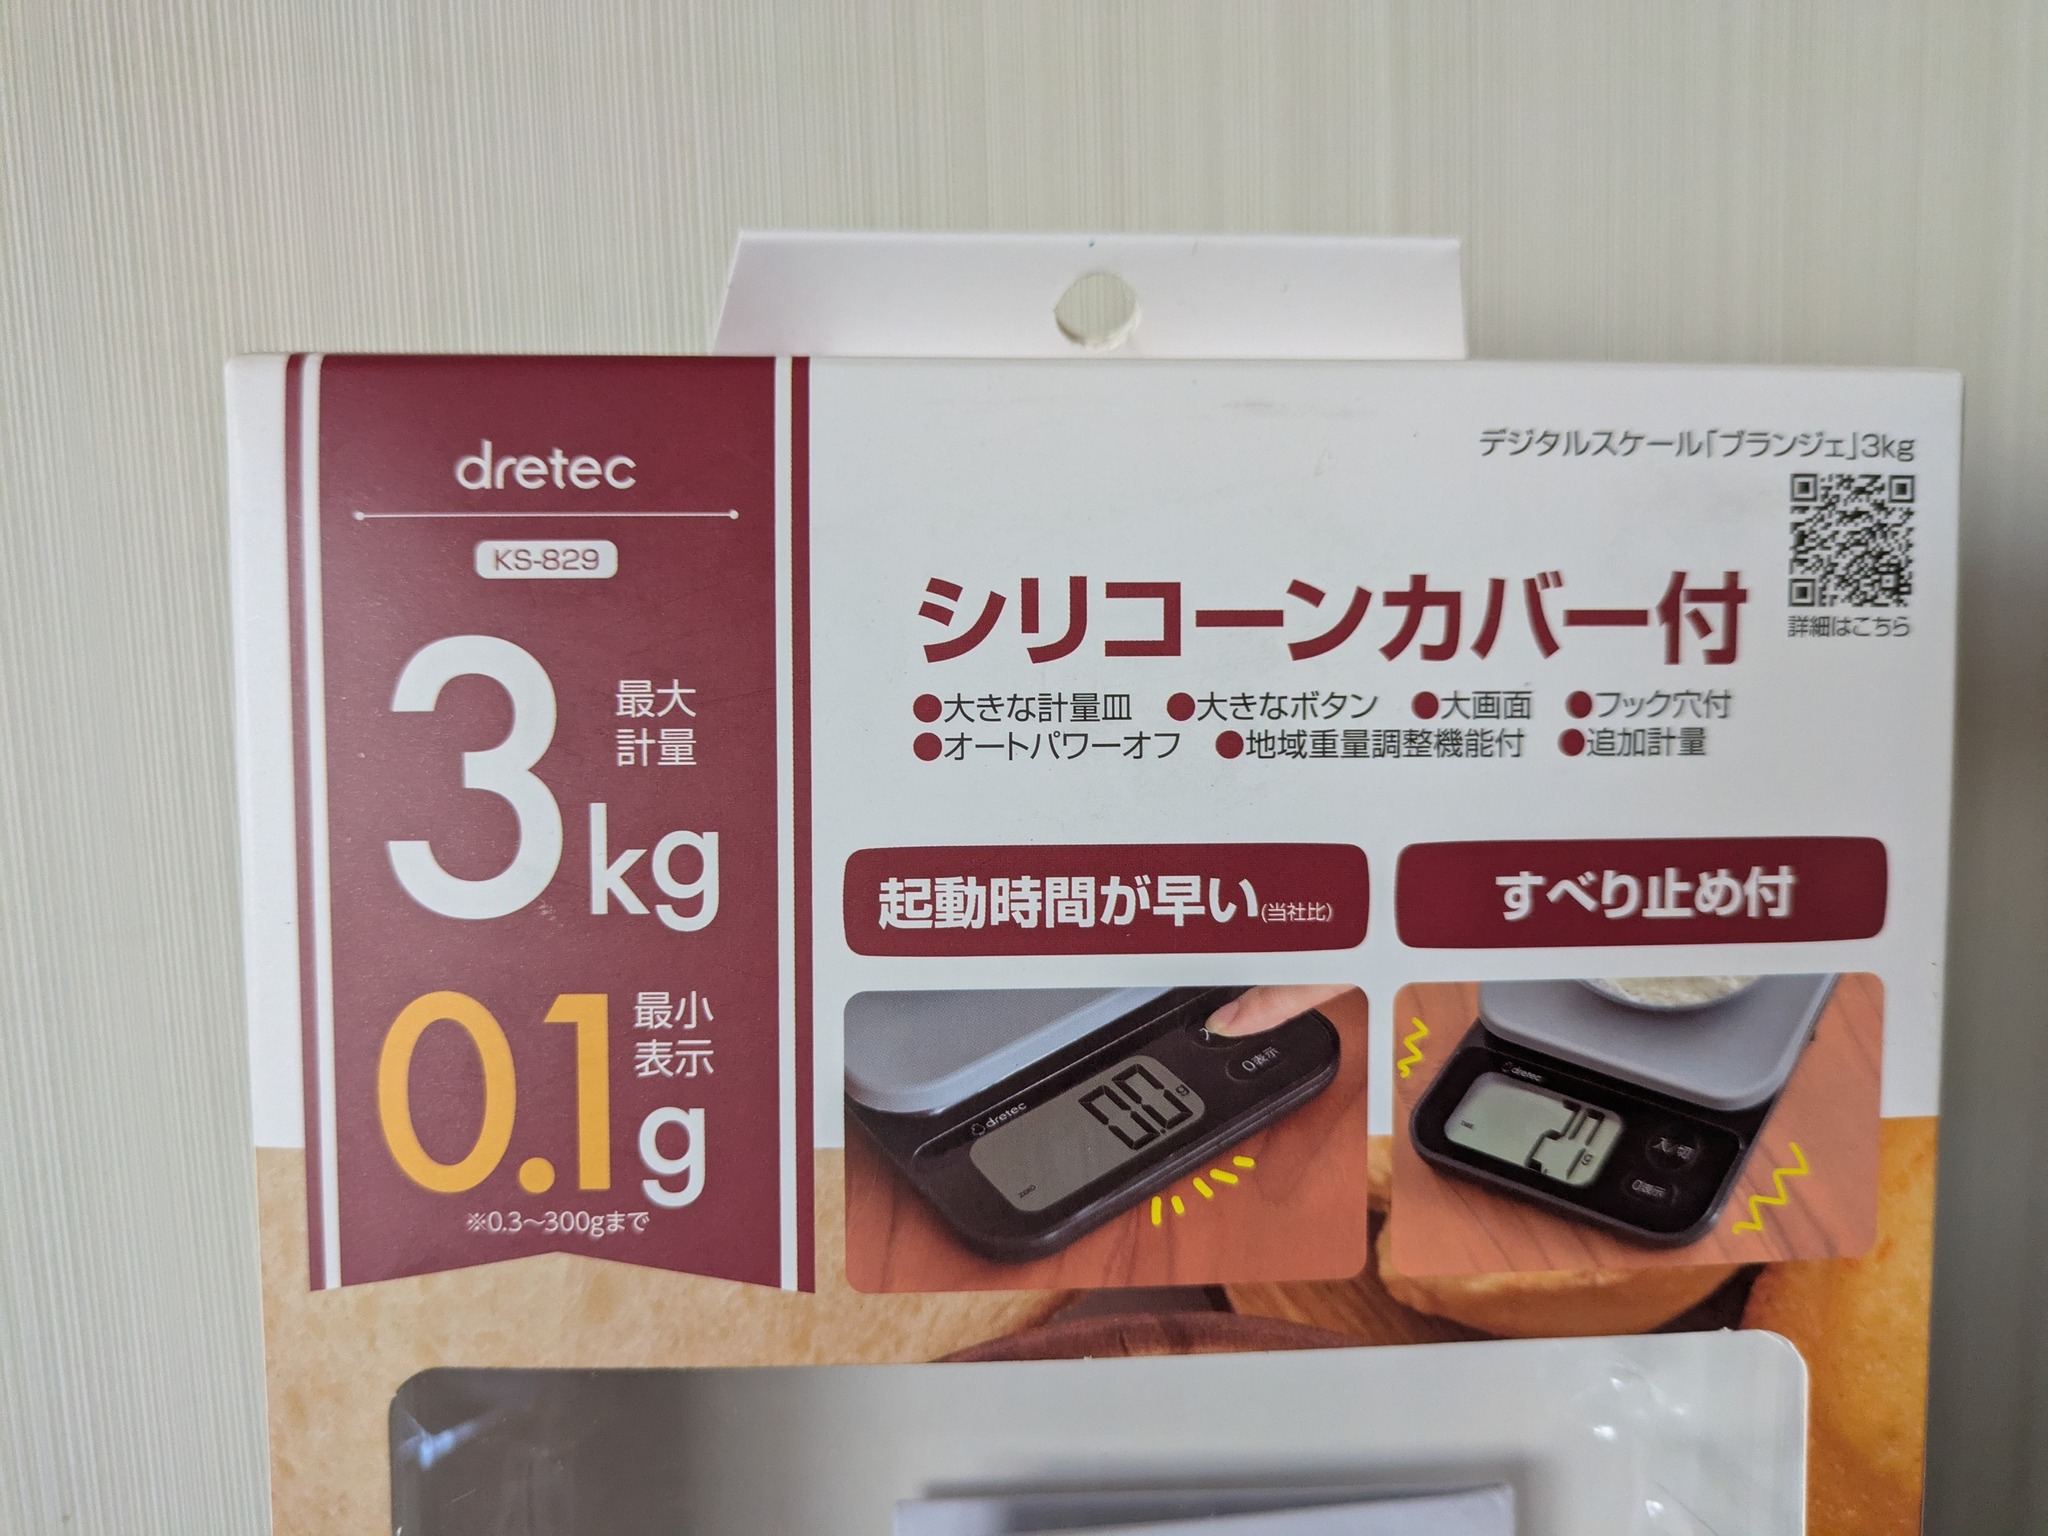 dretec
KS-829
3kg
最大
計量
0.1g
最小
表示
※0.3～300gまで
デジタルスケール「ブランジェ」3kg
詳細はこちら
シリコーンカバー付
●大きな計量皿 ●大きなボタン ●大画面 ●フック穴付
●オートパワーオフ ●地域重量調整機能付 ●追加計量
起動時間が早い(当社比)
すべり止め付
dretec
0.0g
ZERO
0表示
dretec
g
入/切
0表示